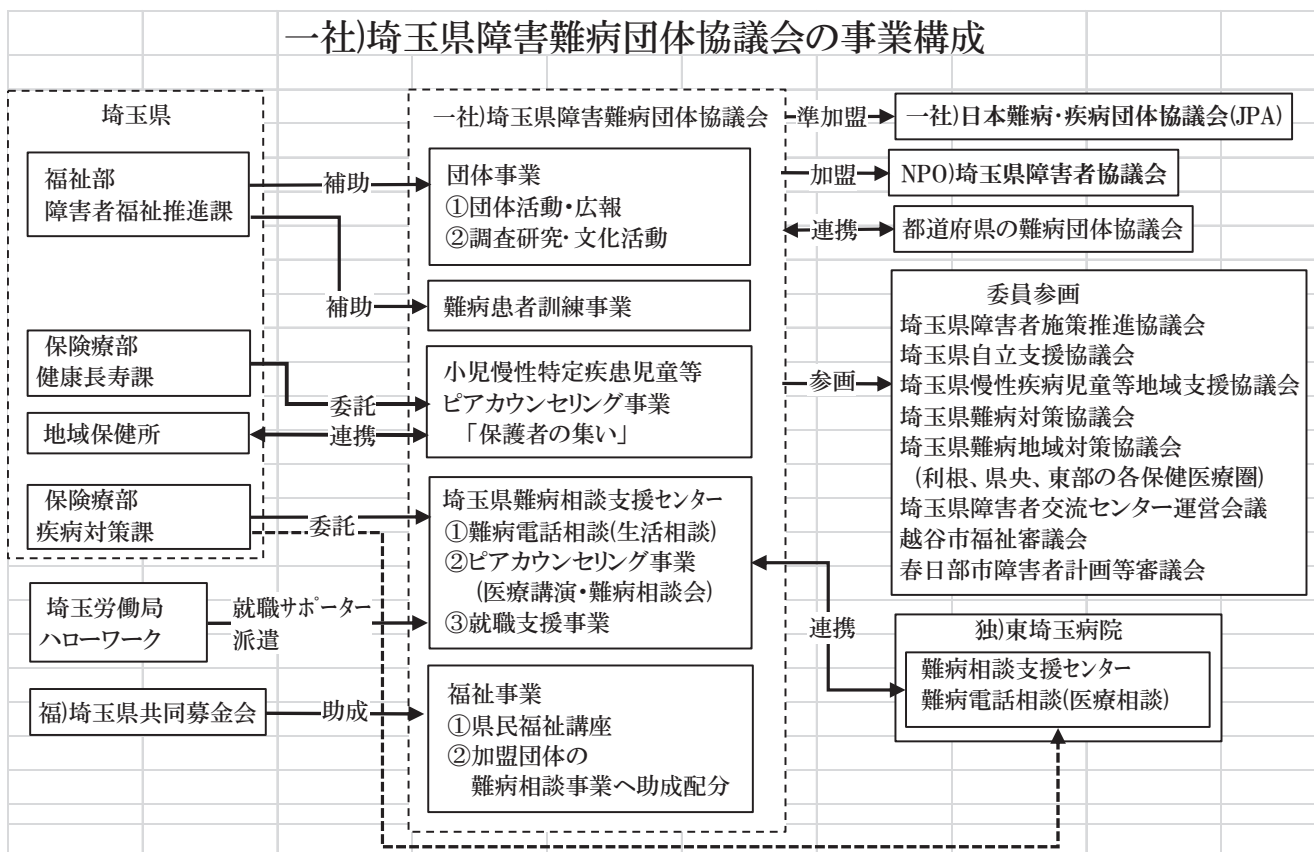 一社)埼玉県障害難病団体協議会の事業構成
埼玉県
福祉部
障害者福祉推進課
補助
補助
保険療部
健康長寿課
委託
地域保健所
連携
保険療部
疾病対策課
委託
埼玉労働局
ハローワーク
就職サポーター
派遣
福)埼玉県共同募金会
助成
一社)埼玉県障害難病団体協議会
団体事業
①団体活動・広報
②調査研究・文化活動
難病患者訓練事業
小児慢性特定疾患児童等
ピアカウンセリング事業
「保護者の集い」
埼玉県難病相談支援センター
①難病電話相談(生活相談)
②ピアカウンセリング事業
(医療講演・難病相談会)
③就職支援事業
福祉事業
①県民福祉講座
②加盟団体の
難病相談事業へ助成配分
準加盟
一社)日本難病・疾病団体協議会(JPA)
加盟
NPO)埼玉県障害者協議会
連携
都道府県の難病団体協議会
参画
委員参画
埼玉県障害者施策推進協議会
埼玉県自立支援協議会
埼玉県慢性疾病児童等地域支援協議会
埼玉県難病対策協議会
埼玉県難病地域対策協議会
(利根、県央、東部の各保健医療圏)
埼玉県障害者交流センター運営会議
越谷市福祉審議会
春日部市障害者計画等審議会
連携
独)東埼玉病院
難病相談支援センター
難病電話相談(医療相談)